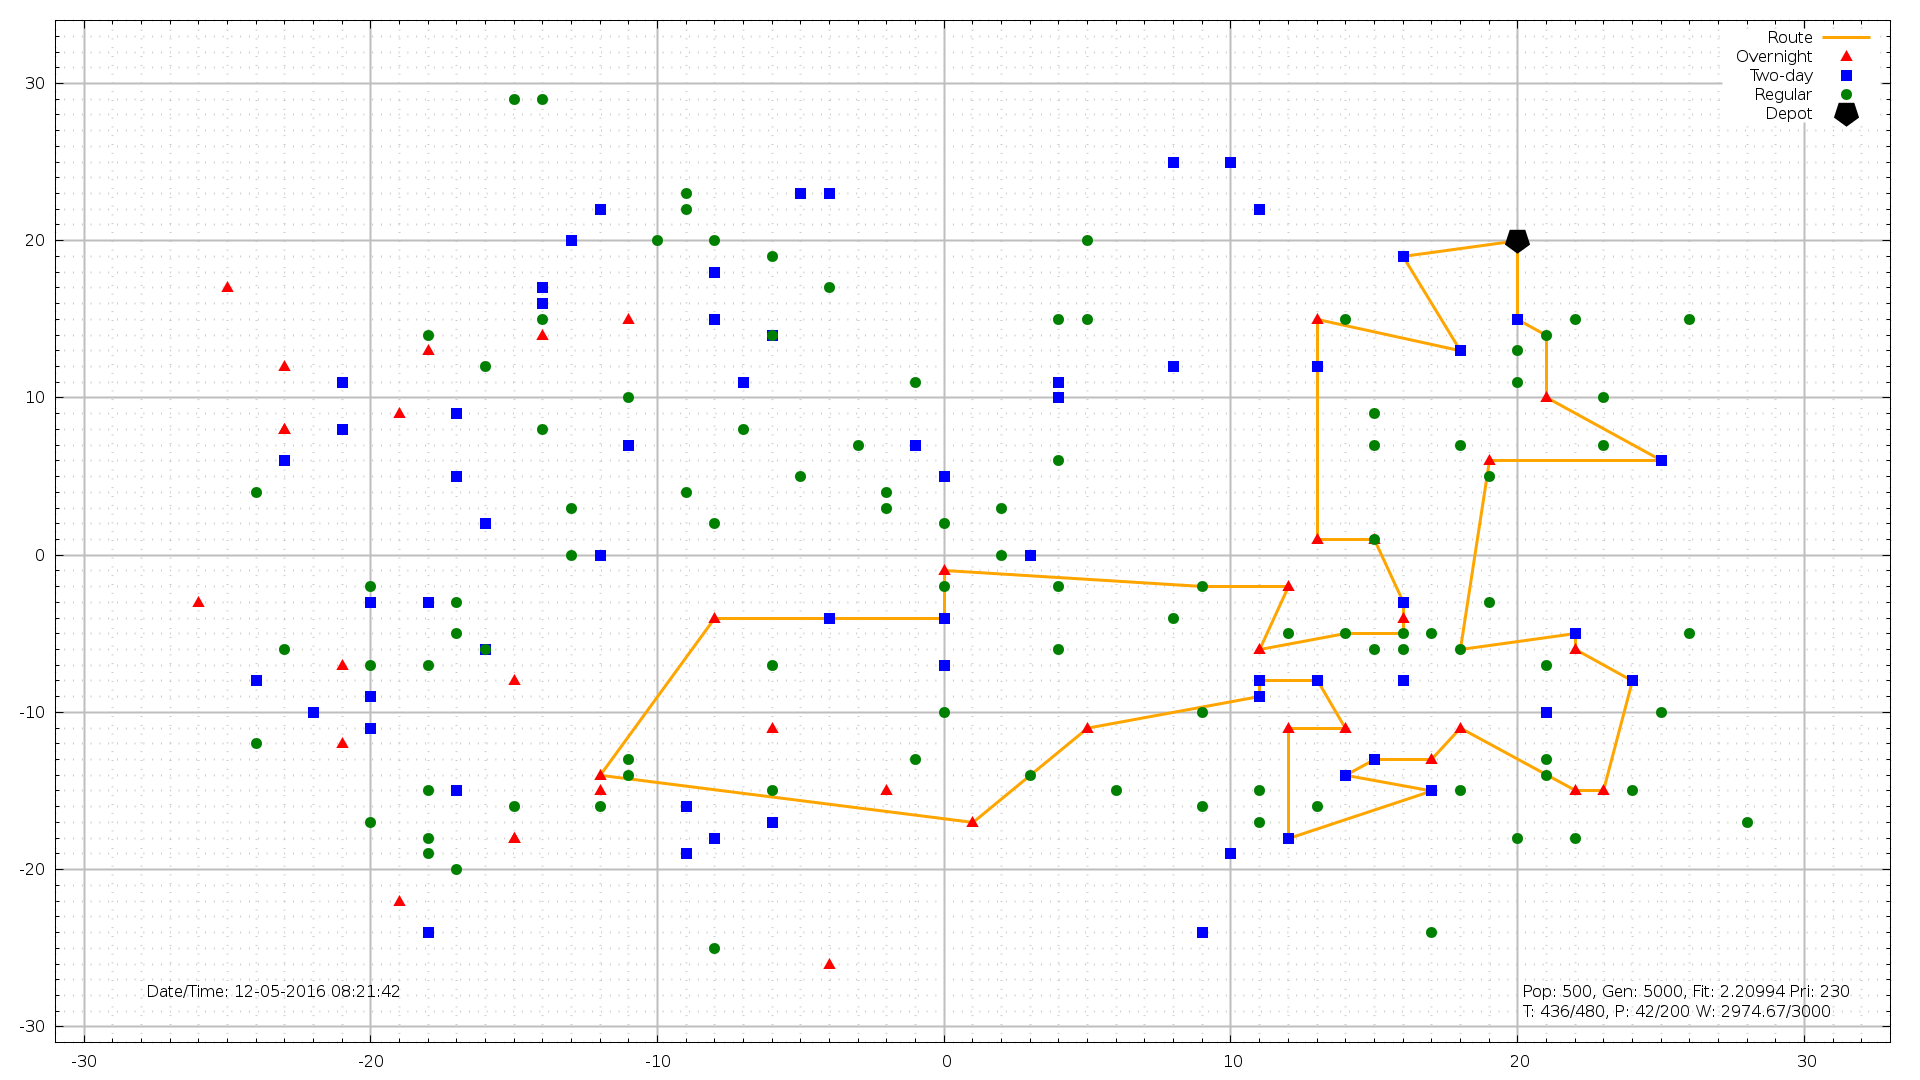 Route
Overnight
Two-day
Regular
Depot
30
20
10
0
-10
-20
-30
Date/Time: 12-05-2016 08:21:42
Pop: 500, Gen: 5000, Fit: 2.20994 Pri: 230
T: 436/480, P: 42/200 W: 2974.67/3000
-30 -20 -10 0 10 20 30